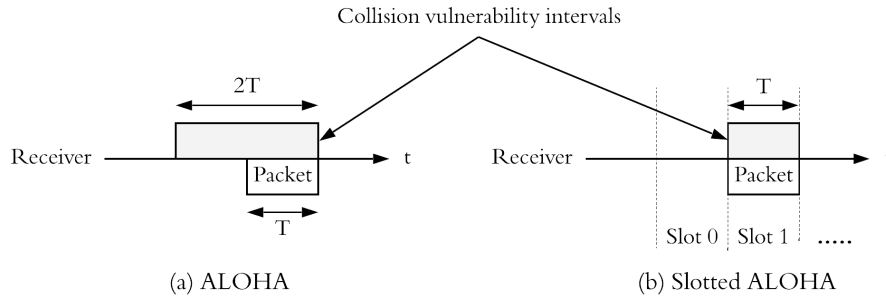 Collision vulnerability intervals
2T
T
Receiver
t
Receiver
Packet
Packet
T
Slot 0
Slot 1
.....
(a) ALOHA
(b) Slotted ALOHA